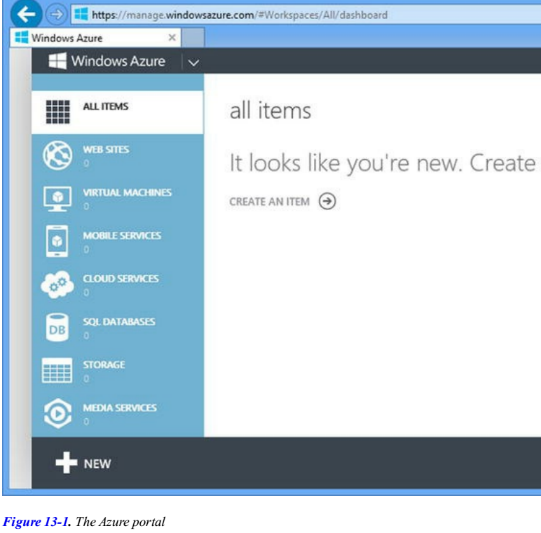 https://manage.windowsazure.com/#Workspaces/All/dashboard
Windows Azure
Windows Azure
ALL ITEMS
WEB SITES
0
VIRTUAL MACHINES
0
MOBILE SERVICES
0
CLOUD SERVICES
0
DB
SQL DATABASES
0
STORAGE
0
MEDIA SERVICES
0
all items
It looks like you're new. Create
CREATE AN ITEM
NEW
Figure 13-1. The Azure portal